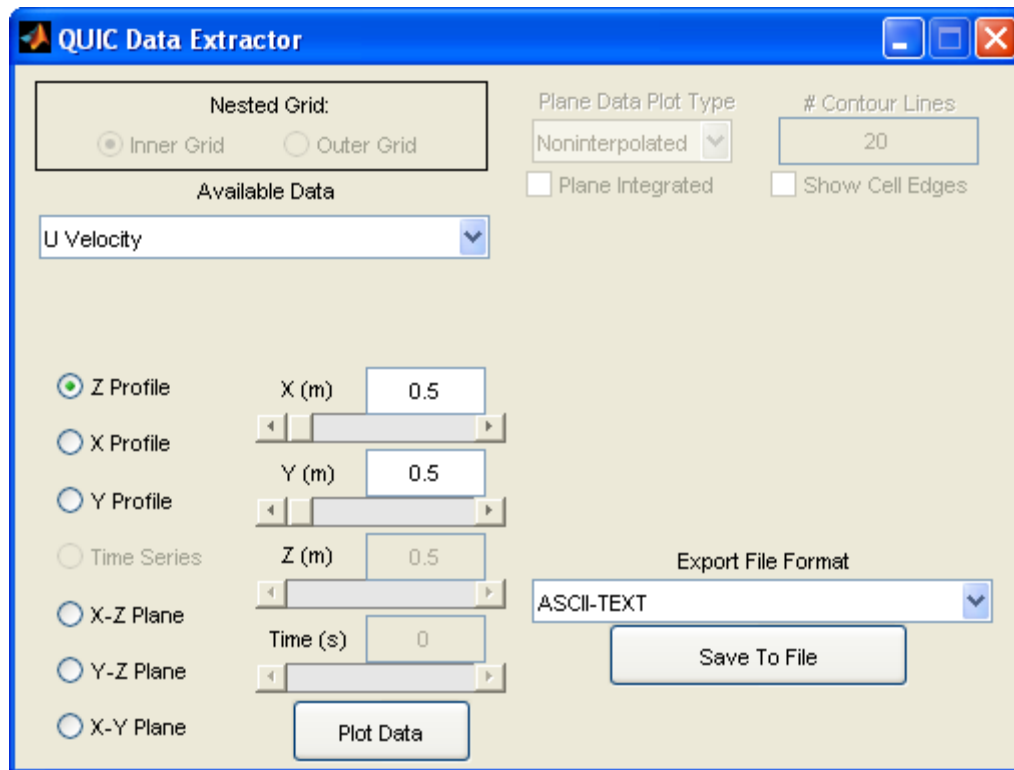 QUIC Data Extractor
Nested Grid:
Inner Grid Outer Grid
Available Data
U Velocity
Plane Data Plot Type
Noninterpolated
Plane Integrated
# Contour Lines
20
Show Cell Edges
Z Profile
X Profile
Y Profile
Time Series
X-Z Plane
Y-Z Plane
X-Y Plane
X (m) 0.5
Y (m) 0.5
Z (m) 0.5
Time (s) 0
Plot Data
Export File Format
ASCII-TEXT
Save To File